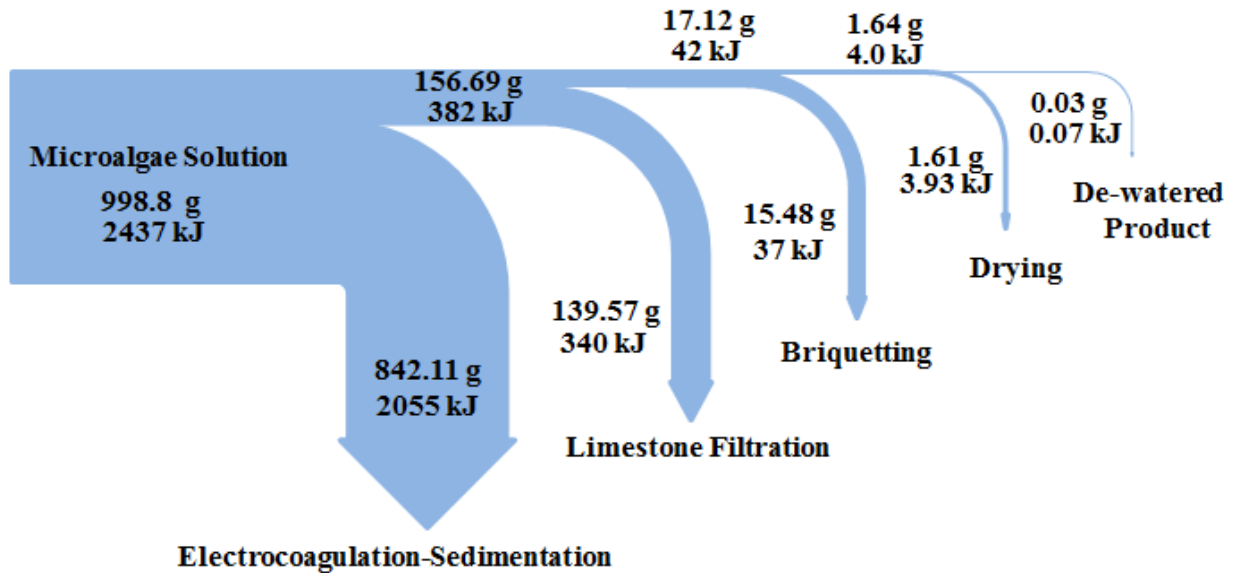 Microalgae Solution
998.8 g
2437 kJ
156.69 g
382 kJ
17.12 g
42 kJ
1.64 g
4.0 kJ
842.11 g
2055 kJ
Electrocoagulation-Sedimentation
139.57 g
340 kJ
Limestone Filtration
15.48 g
37 kJ
Briquetting
1.61 g
3.93 kJ
Drying
0.03 g
0.07 kJ
De-watered
Product